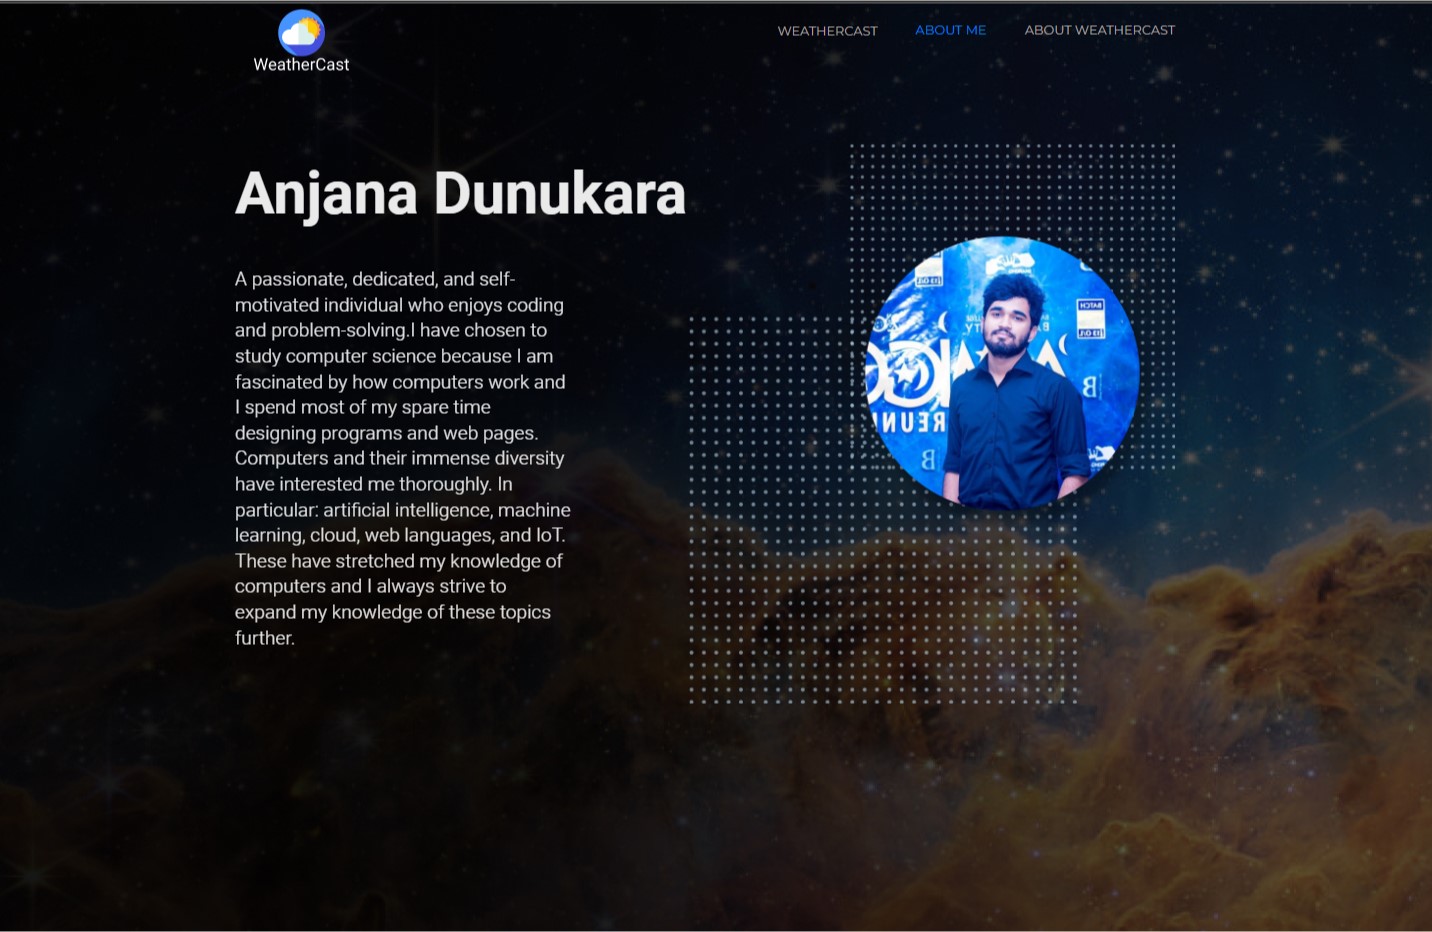 WeatherCast
WEATHERCAST
ABOUT ME
ABOUT WEATHERCAST
Anjana Dunukara
A passionate, dedicated, and self-
motivated individual who enjoys coding
and problem-solving.I have chosen to
study computer science because I am
fascinated by how computers work and
I spend most of my spare time
designing programs and web pages.
Computers and their immense diversity
have interested me thoroughly. In
particular: artificial intelligence, machine
learning, cloud, web languages, and IoT.
These have stretched my knowledge of
computers and I always strive to
expand my knowledge of these topics
further.
BATCH